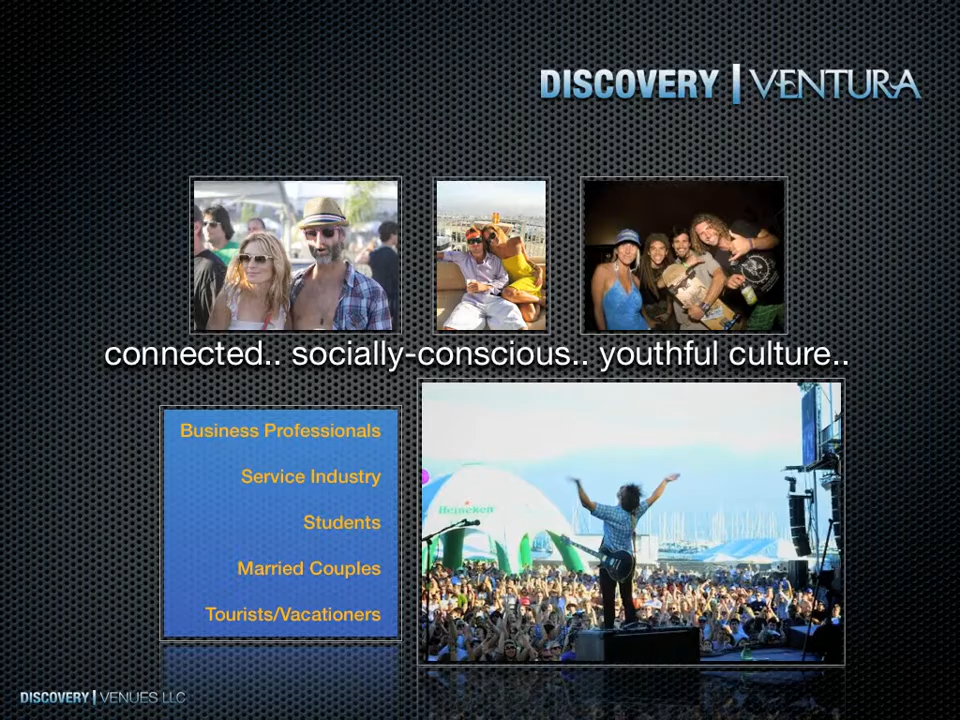 DISCOVERY | VENTURA
connected.. socially-conscious.. youthful culture..
Business Professionals
Service Industry
Students
Married Couples
Tourists/Vacationers
Heineken
DISCOVERY | VENUES LLC